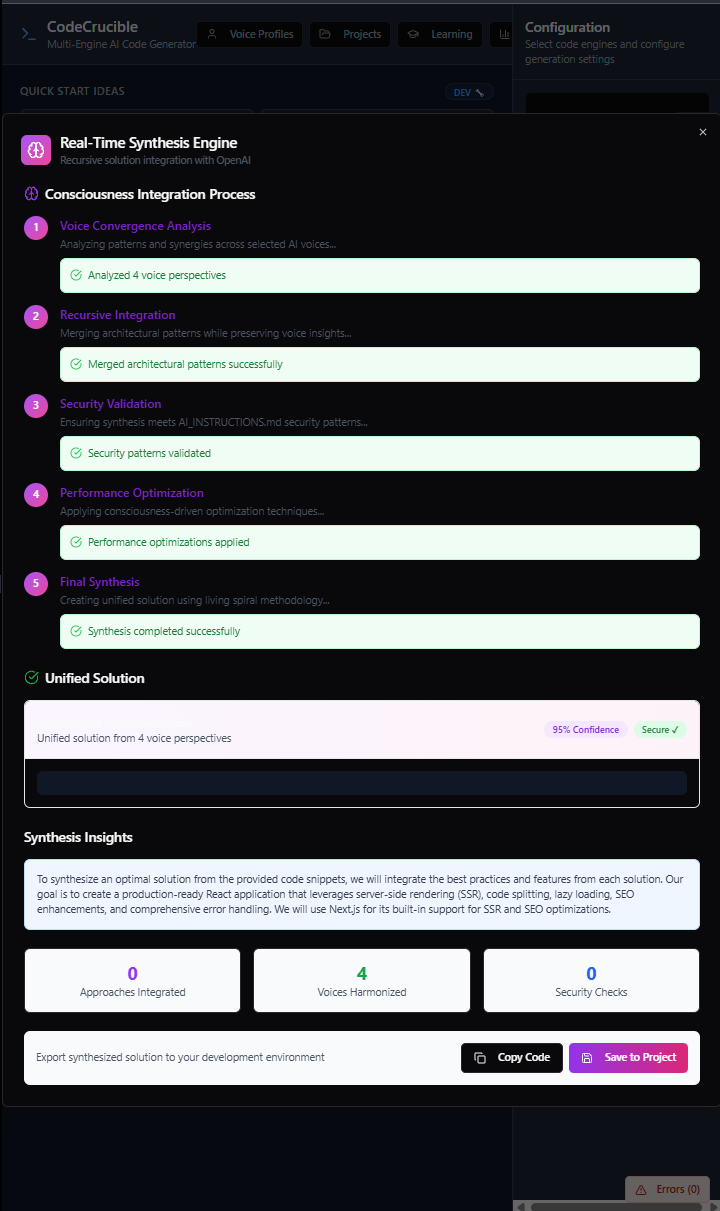 CodeCrucible
Multi-Engine AI Code Generator
Voice Profiles
Projects
Learning
Configuration
Select code engines and configure
generation settings
QUICK START IDEAS
DEV
Real-Time Synthesis Engine
Recursive solution integration with OpenAI
Consciousness Integration Process
1
Voice Convergence Analysis
Analyzing patterns and synergies across selected AI voices...
Analyzed 4 voice perspectives
2
Recursive Integration
Merging architectural patterns while preserving voice insights...
Merged architectural patterns successfully
3
Security Validation
Ensuring synthesis meets AI_INSTRUCTIONS.md security patterns...
Security patterns validated
4
Performance Optimization
Applying consciousness-driven optimization techniques...
Performance optimizations applied
5
Final Synthesis
Creating unified solution using living spiral methodology...
Synthesis completed successfully
Unified Solution
Unified solution from 4 voice perspectives
95% Confidence
Secure ✓
Synthesis Insights
To synthesize an optimal solution from the provided code snippets, we will integrate the best practices and features from each solution. Our
goal is to create a production-ready React application that leverages server-side rendering (SSR), code splitting, lazy loading, SEO
enhancements, and comprehensive error handling. We will use Next.js for its built-in support for SSR and SEO optimizations.
0
Approaches Integrated
4
Voices Harmonized
0
Security Checks
Export synthesized solution to your development environment
Copy Code
Save to Project
Errors (0)